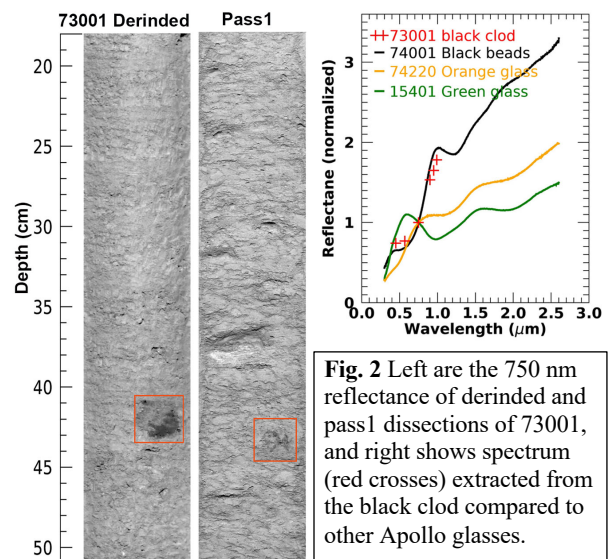 73001 Derinded Pass1
Depth (cm)
20
25
30
35
40
45
50
73001 black clod
74001 Black beads
74220 Orange glass
15401 Green glass
Reflectane (normalized)
3
2
1
0
0.0 0.5 1.0 1.5 2.0 2.5 3.0
Wavelength (μm)
Fig. 2 Left are the 750 nm
reflectance of derinded and
pass1 dissections of 73001,
and right shows spectrum
(red crosses) extracted from
the black clod compared to
other Apollo glasses.